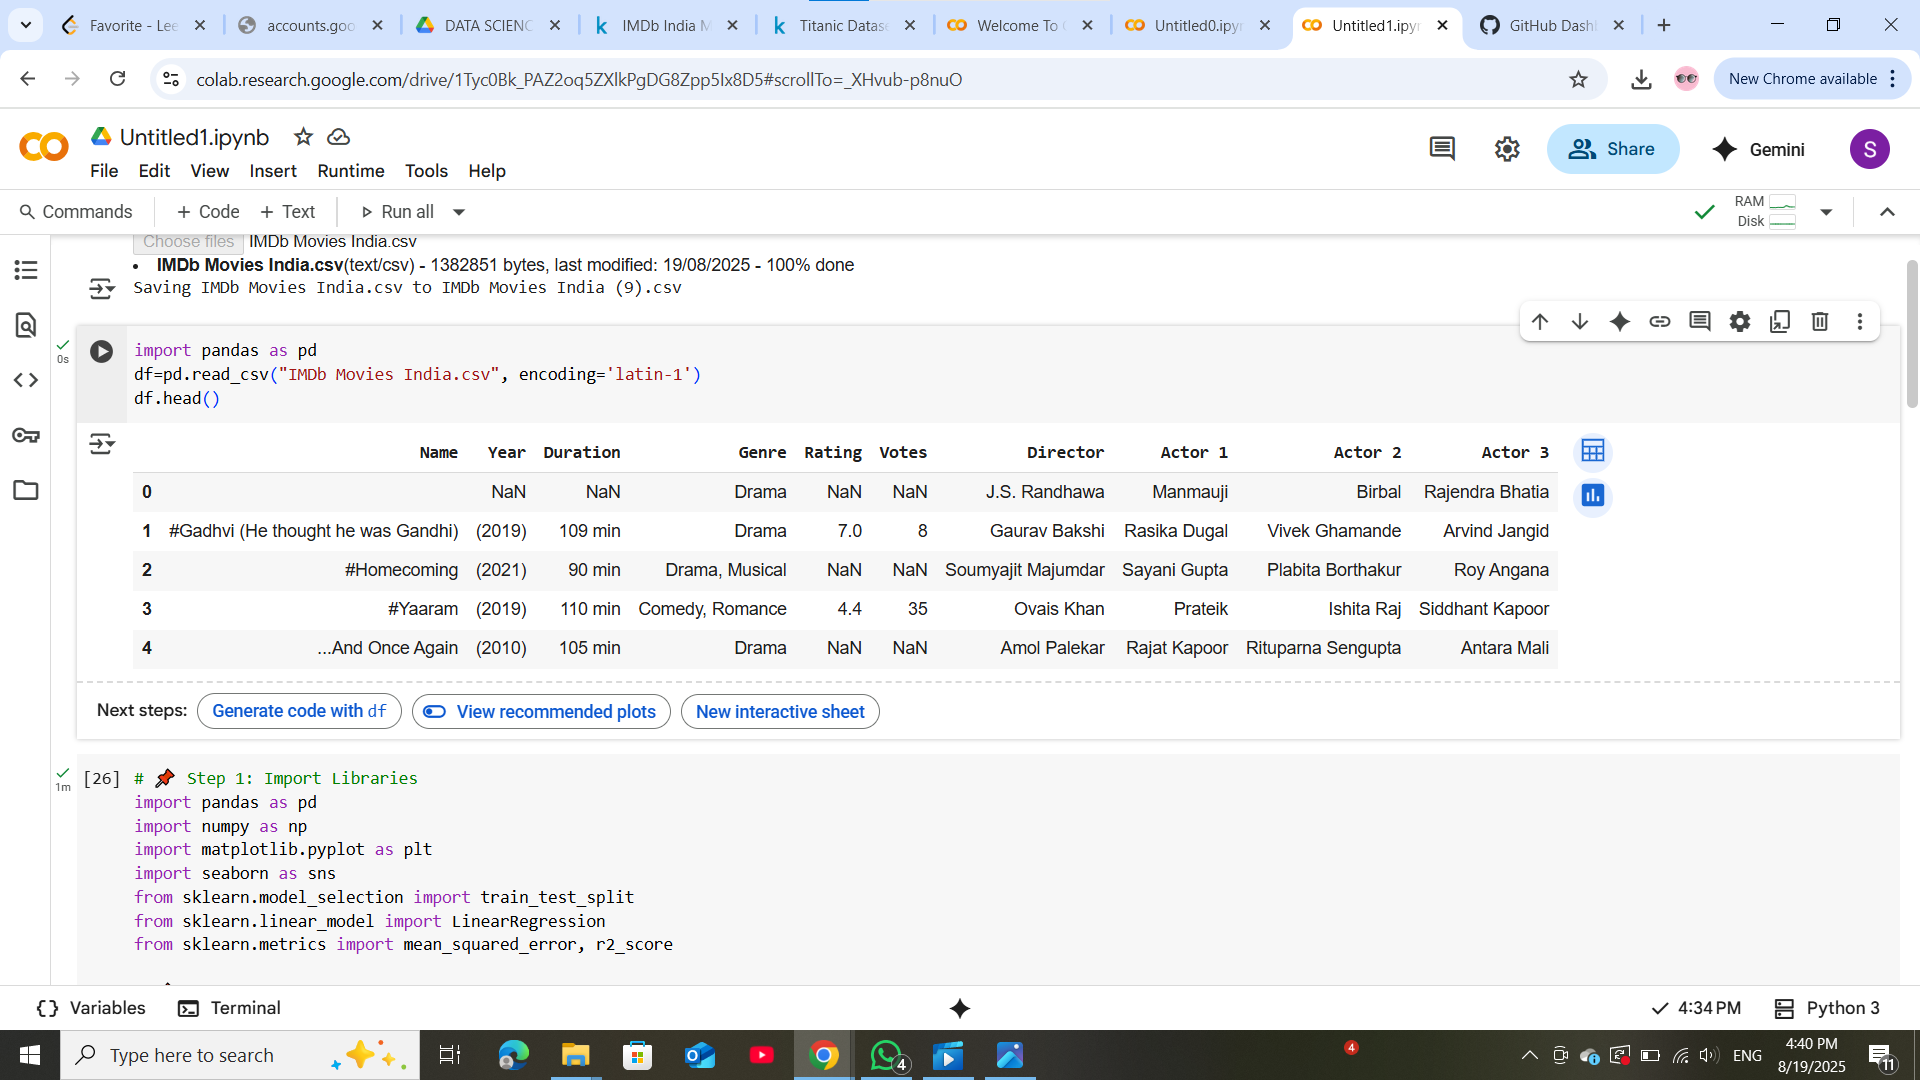 Favorite - Lee
accounts.goo
DATA SCIENC
IMDb India M
Titanic Datase
Welcome To C
Untitled0.ipyn
Untitled1.ipyn
GitHub Dashb
colab.research.google.com/drive/1Tyc0Bk_PAZ2oq5ZXlkPgDG8Zpp5Ix8D5#scrollTo=_XHvub-p8nuO
New Chrome available
Untitled1.ipynb
File Edit View Insert Runtime Tools Help
Share
Gemini
S
Commands + Code + Text Run all
RAM
Disk
Choose files IMDb Movies India.csv
• IMDb Movies India.csv(text/csv) - 1382851 bytes, last modified: 19/08/2025 - 100% done
Saving IMDb Movies India.csv to IMDb Movies India (9).csv
0s
import pandas as pd
df=pd.read_csv("IMDb Movies India.csv", encoding='latin-1')
df.head()
Name Year Duration Genre Rating Votes Director Actor 1 Actor 2 Actor 3
0 NaN NaN Drama NaN NaN J.S. Randhawa Manmauji Birbal Rajendra Bhatia
1 #Gadhvi (He thought he was Gandhi) (2019) 109 min Drama 7.0 8 Gaurav Bakshi Rasika Dugal Vivek Ghamande Arvind Jangid
2 #Homecoming (2021) 90 min Drama, Musical NaN NaN Soumyajit Majumdar Sayani Gupta Plabita Borthakur Roy Angana
3 #Yaaram (2019) 110 min Comedy, Romance 4.4 35 Ovais Khan Prateik Ishita Raj Siddhant Kapoor
4 ...And Once Again (2010) 105 min Drama NaN NaN Amol Palekar Rajat Kapoor Rituparna Sengupta Antara Mali
Next steps: Generate code with df View recommended plots New interactive sheet
1m
[26] # 📌 Step 1: Import Libraries
import pandas as pd
import numpy as np
import matplotlib.pyplot as plt
import seaborn as sns
from sklearn.model_selection import train_test_split
from sklearn.linear_model import LinearRegression
from sklearn.metrics import mean_squared_error, r2_score
Variables Terminal
4:34 PM Python 3
Type here to search
4
4
ENG
4:40 PM
8/19/2025
11